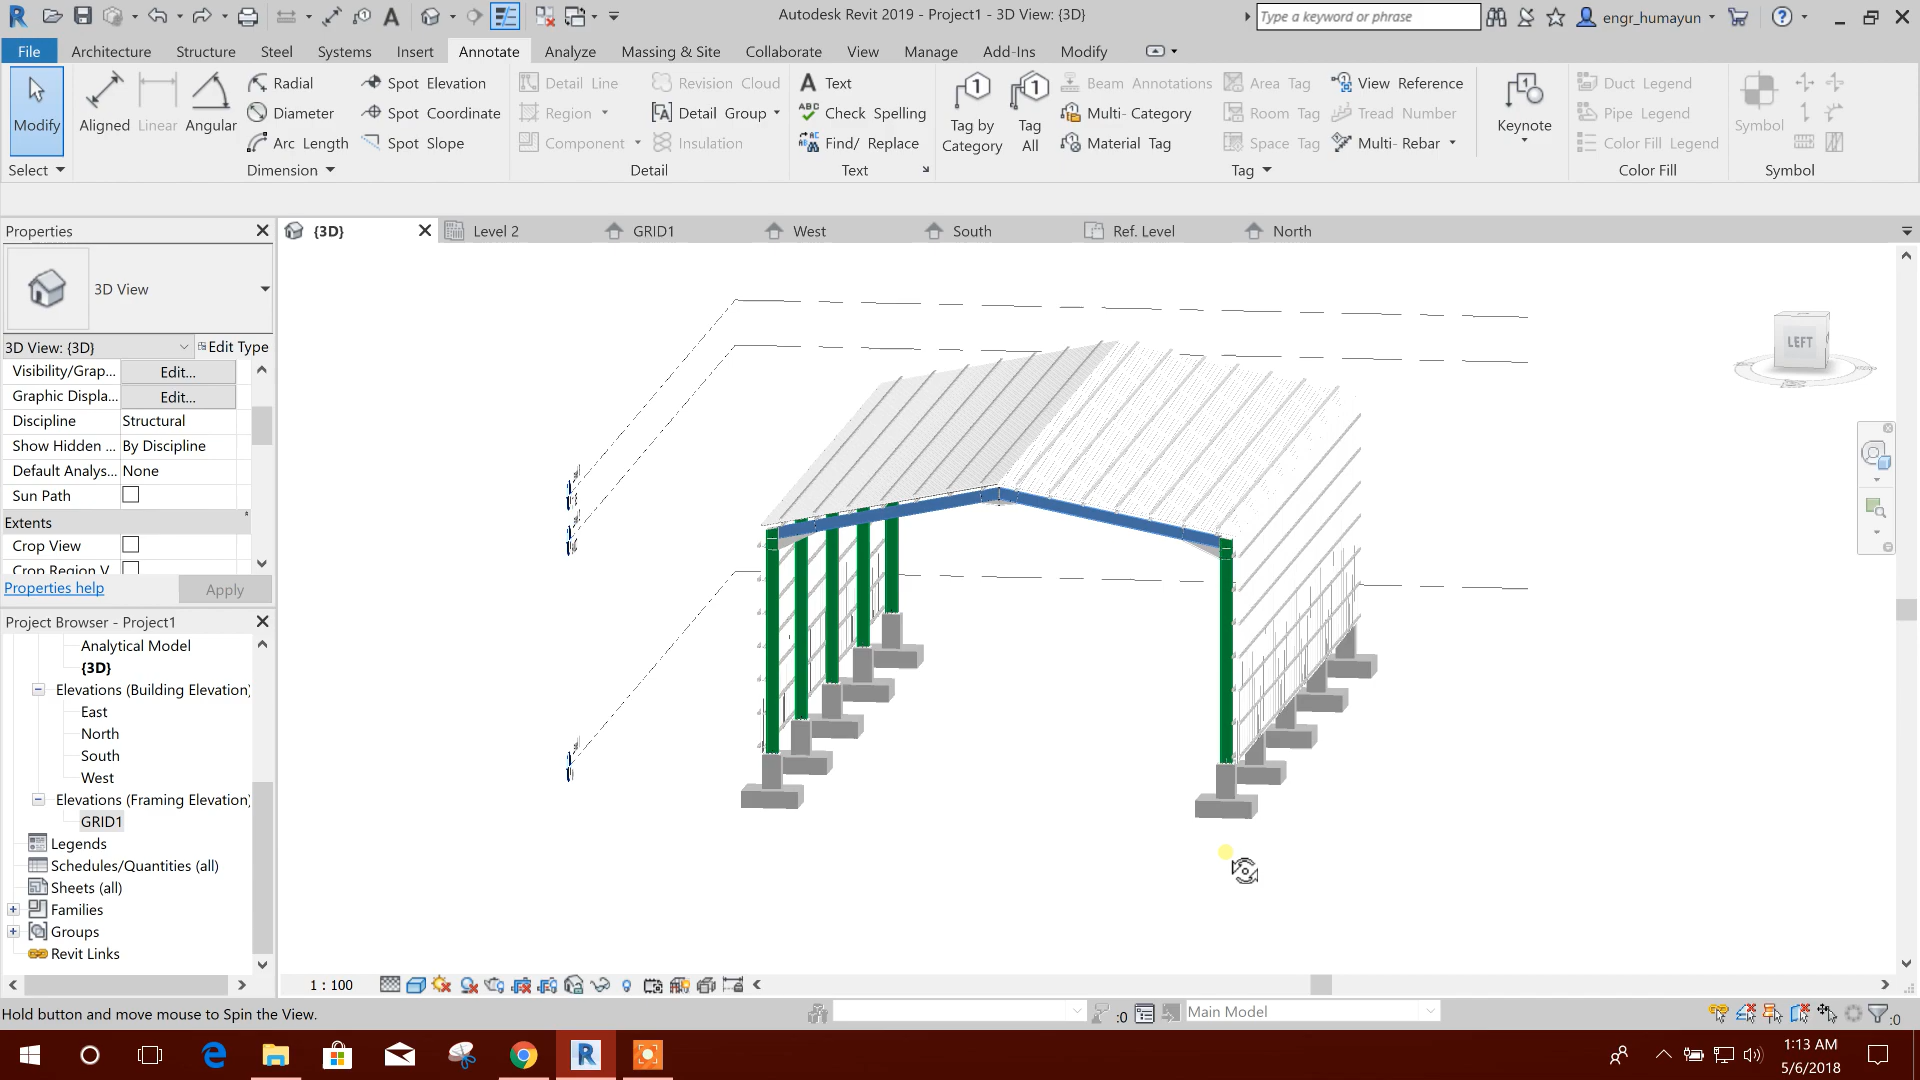 Autodesk Revit 2019 - Project1 - 3D View: {3D}
Type a keyword or phrase
engr_humayun
File Architecture Structure Steel Systems Insert Annotate Analyze Massing & Site Collaborate View Manage Add-Ins Modify
Modify
Select
Aligned
Linear
Angular
Radial
Diameter
Arc Length
Spot Elevation
Spot Coordinate
Spot Slope
Dimension
Detail Line
Region
Component
Revision Cloud
Detail Group
Insulation
Detail
Text
Check Spelling
Find/ Replace
Text
Tag by
Category
Tag
All
Beam Annotations
Multi- Category
Material Tag
Area Tag
Room Tag
Space Tag
View Reference
Tread Number
Multi- Rebar
Tag
Keynote
Duct Legend
Pipe Legend
Color Fill Legend
Color Fill
Symbol
Symbol
Properties
{3D}
Level 2
GRID1
West
South
Ref. Level
North
3D View
3D View: {3D}
Edit Type
Visibility/Grap... Edit...
Graphic Displa... Edit...
Discipline Structural
Show Hidden ... By Discipline
Default Analys... None
Sun Path
Extents
Crop View
Crop Region V
Properties help
Apply
LEFT
Project Browser - Project1
Analytical Model
{3D}
Elevations (Building Elevation)
East
North
South
West
Elevations (Framing Elevation)
GRID1
Legends
Schedules/Quantities (all)
Sheets (all)
Families
Groups
Revit Links
1 : 100
Hold button and move mouse to Spin the View.
:0
Main Model
:0
1:13 AM
5/6/2018